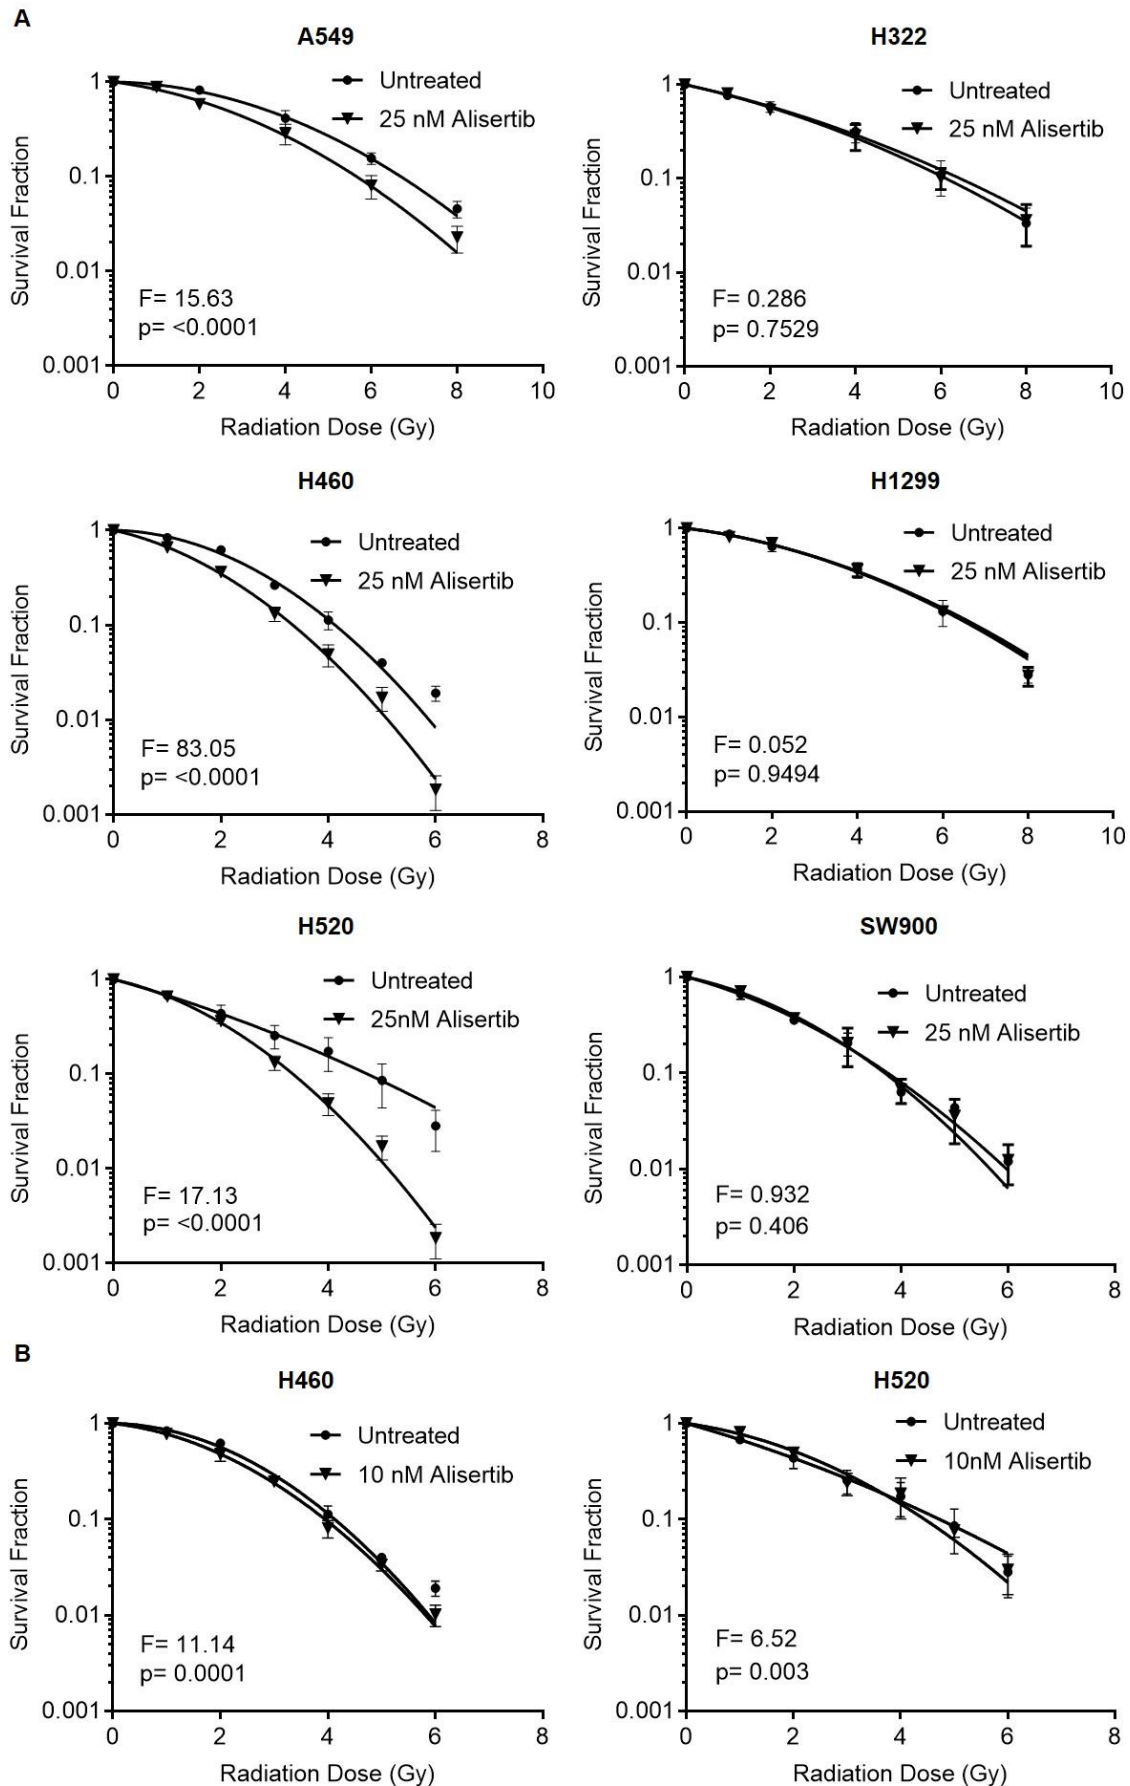 A
A549
1
0.1
0.01
0.001
Survival Fraction
Untreated
25 nM Alisertib
F= 15.63
p= <0.0001
0 2 4 6 8 10
Radiation Dose (Gy)
H322
1
0.1
0.01
0.001
Survival Fraction
Untreated
25 nM Alisertib
F= 0.286
p= 0.7529
0 2 4 6 8 10
Radiation Dose (Gy)
H460
1
0.1
0.01
0.001
Survival Fraction
Untreated
25 nM Alisertib
F= 83.05
p= <0.0001
0 2 4 6 8
Radiation Dose (Gy)
H1299
1
0.1
0.01
0.001
Survival Fraction
Untreated
25 nM Alisertib
F= 0.052
p= 0.9494
0 2 4 6 8 10
Radiation Dose (Gy)
H520
1
0.1
0.01
0.001
Survival Fraction
Untreated
25nM Alisertib
F= 17.13
p= <0.0001
0 2 4 6 8
Radiation Dose (Gy)
SW900
1
0.1
0.01
0.001
Survival Fraction
Untreated
25 nM Alisertib
F= 0.932
p= 0.406
0 2 4 6 8
Radiation Dose (Gy)
B
H460
1
0.1
0.01
0.001
Survival Fraction
Untreated
10 nM Alisertib
F= 11.14
p= 0.0001
0 2 4 6 8
Radiation Dose (Gy)
H520
1
0.1
0.01
0.001
Survival Fraction
Untreated
10nM Alisertib
F= 6.52
p= 0.003
0 2 4 6 8
Radiation Dose (Gy)